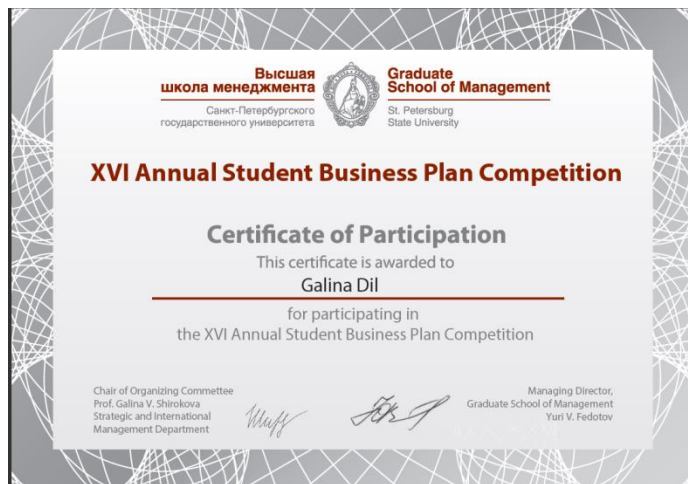 Высшая
школа менеджмента
Санкт-Петербургского
государственного университета
Graduate
School of Management
St. Petersburg
State University
XVI Annual Student Business Plan Competition
Certificate of Participation
This certificate is awarded to
Galina Dil
for participating in
the XVI Annual Student Business Plan Competition
Chair of Organizing Commettee
Prof. Galina V. Shirokova
Strategic and International
Management Department
Managing Director,
Graduate School of Management
Yuri V. Fedotov